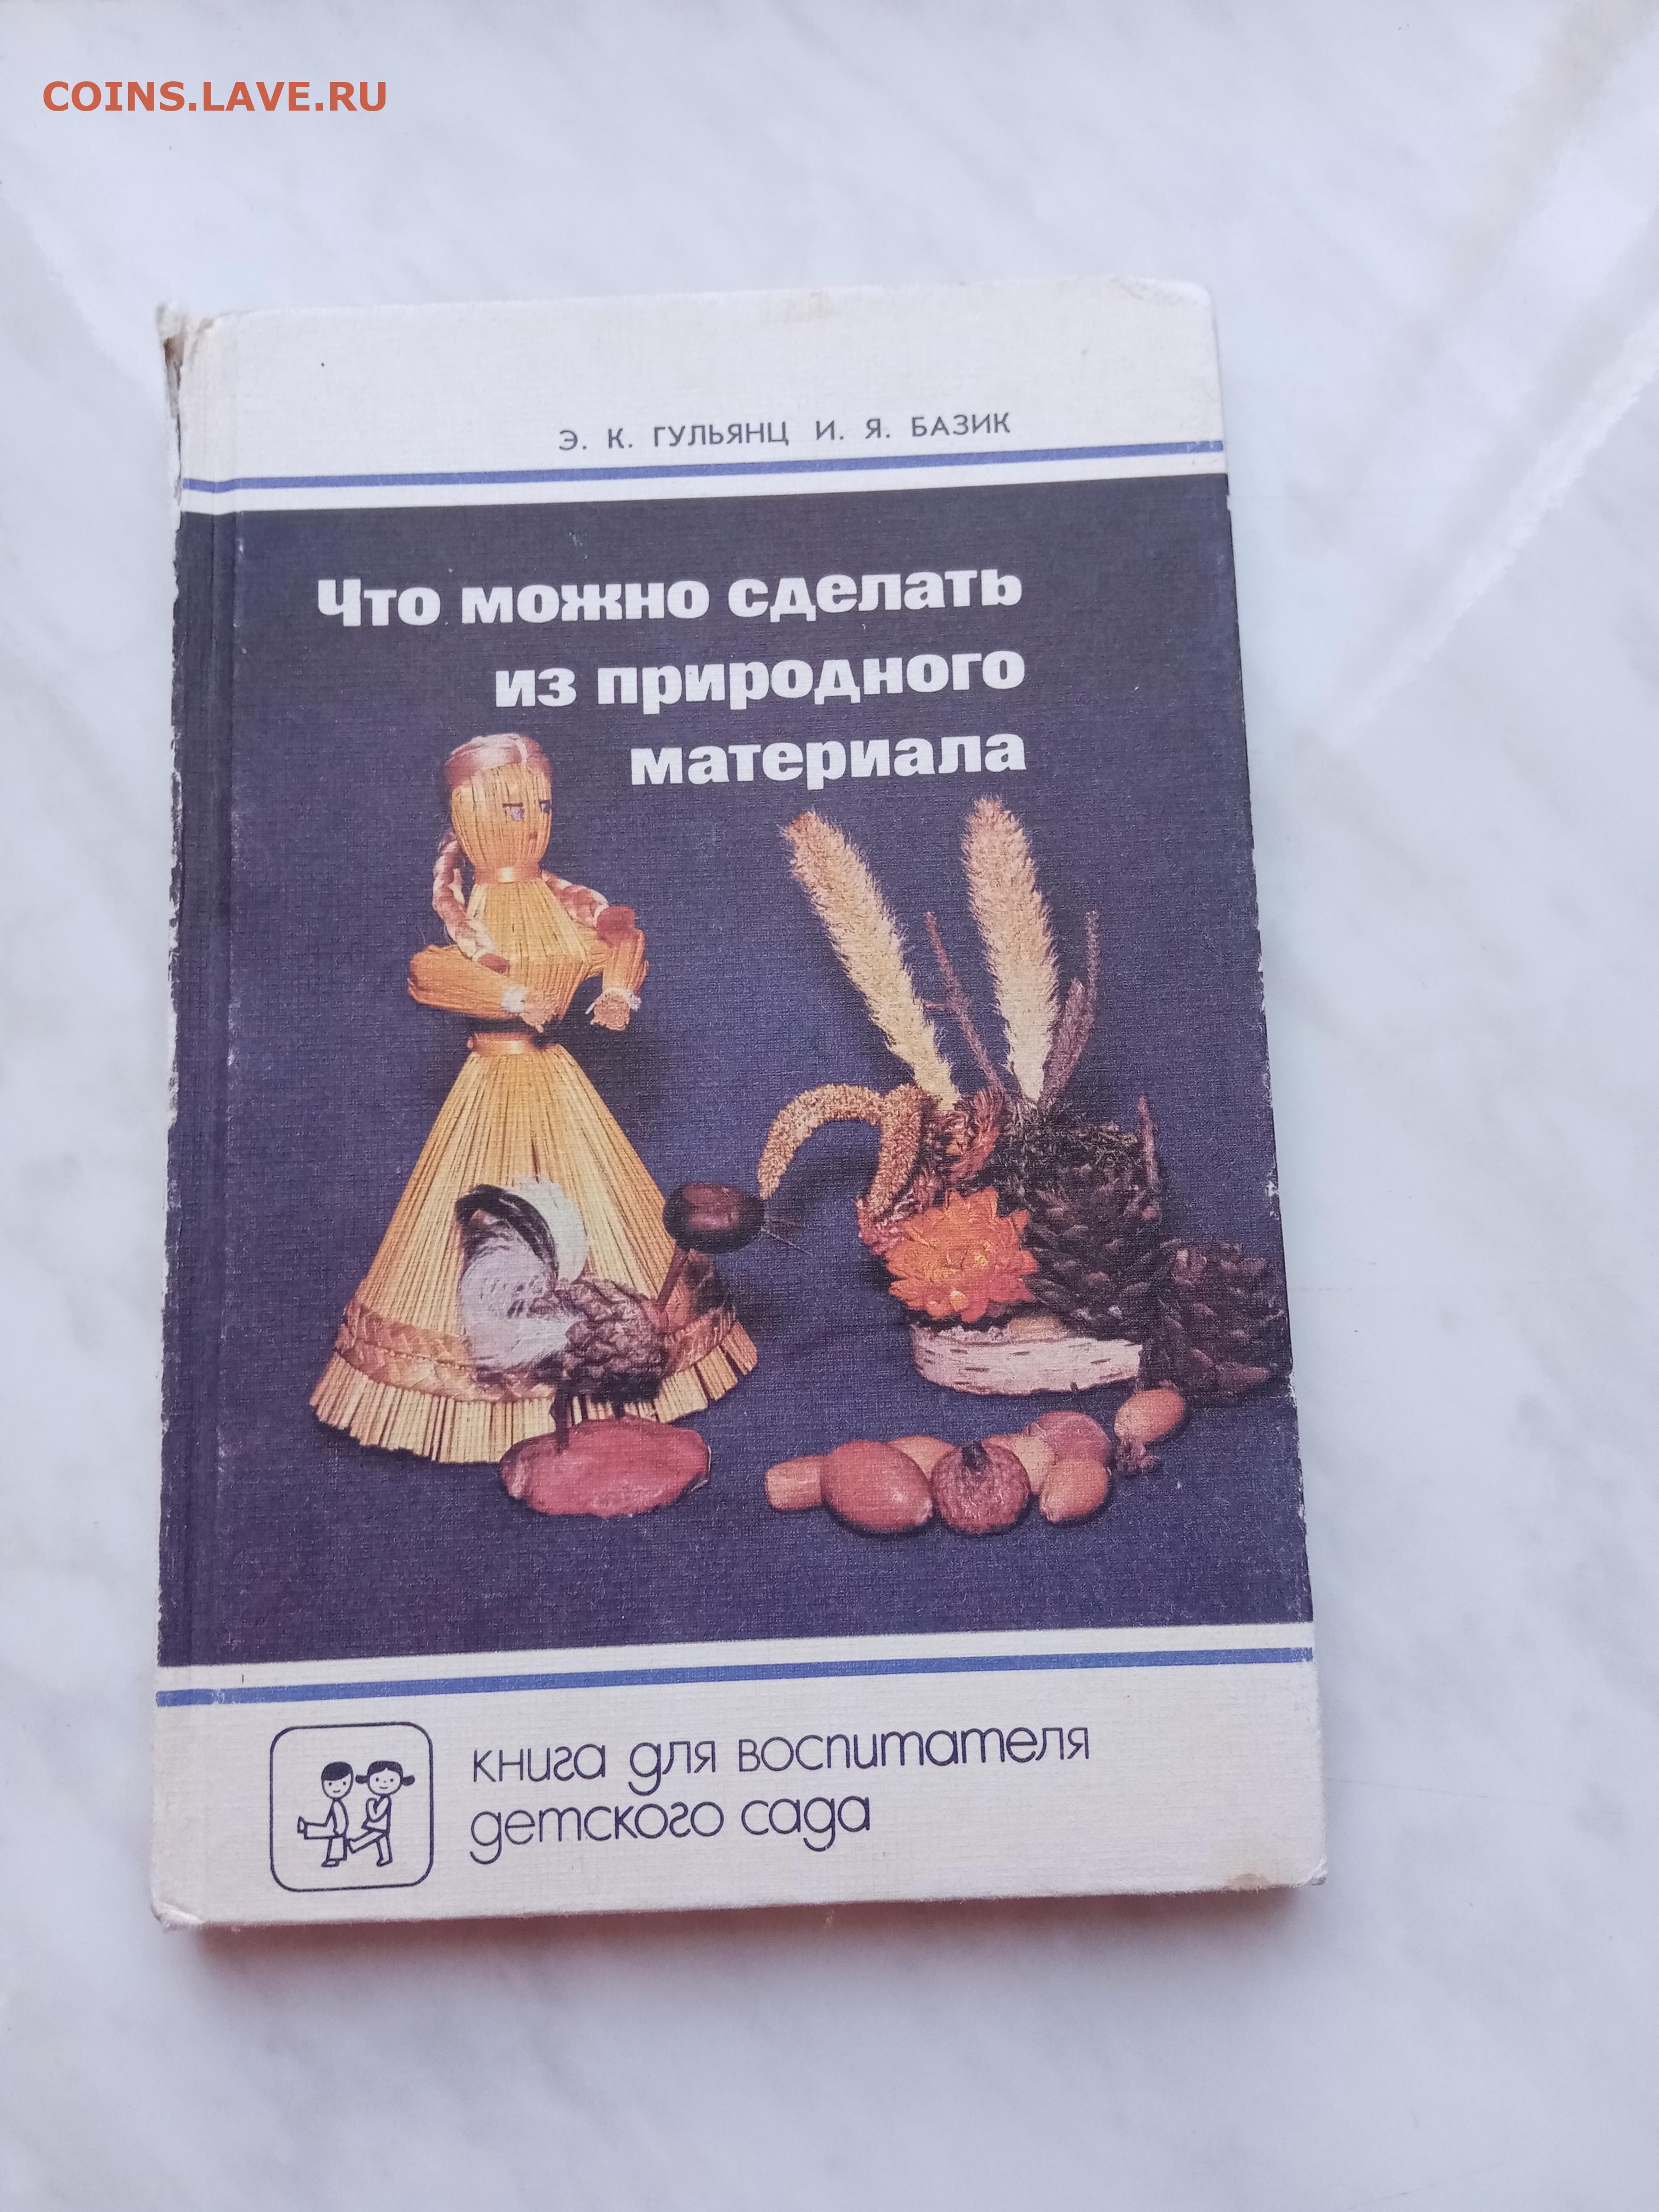 COINS.LAVE.RU
Э. К. ГУЛЬЯНЦ И. Я. БАЗИК
Что можно сделать
из природного
материала
книга для воспитателя
детского сада